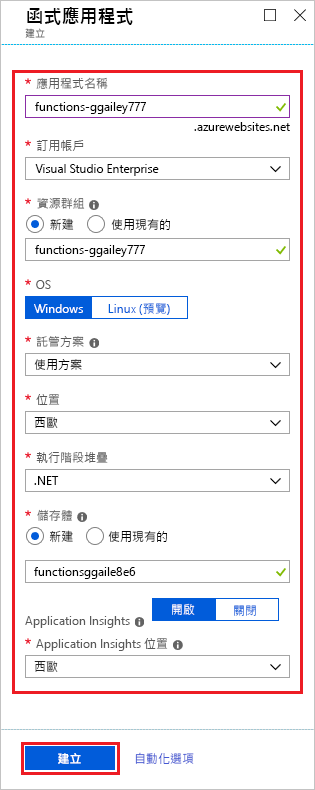 函式應用程式
建立
* 應用程式名稱
functions-ggailey777
.azurewebsites.net
* 訂用帳戶
Visual Studio Enterprise
* 資源群組
新建 使用現有的
functions-ggailey777
* OS
Windows Linux (預覽)
* 託管方案
使用方案
* 位置
西歐
* 執行階段堆疊
.NET
* 儲存體
新建 使用現有的
functionsggaile8e6
Application Insights 開啟 關閉
* Application Insights 位置
西歐
建立 自動化選項